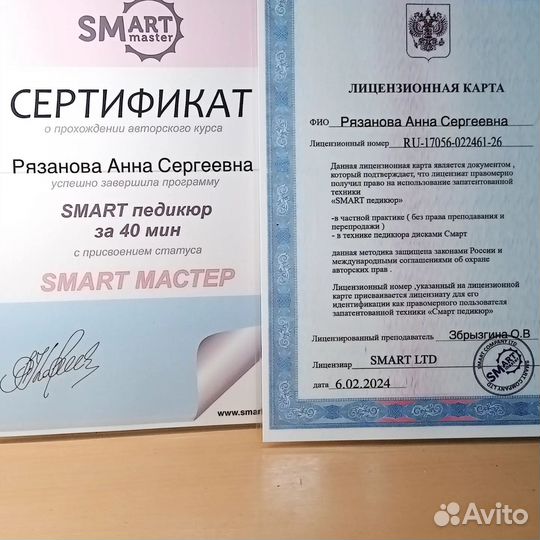 SMART
master
СЕРТИФИКАТ
о прохождении авторского курса
Рязанова Анна Сергеевна
успешно завершила программу
SMART педикюр
за 40 мин
с присвоением статуса
SMART МАСТЕР
www.smart
ЛИЦЕНЗИОННАЯ КАРТА
ФИО Рязанова Анна Сергеевна
Лицензионный номер RU-17056-022461-26
Данная лицензионная карта является документом ,
который подтверждает, что лицензиат правомерно
получил право на использование запатентованной
техники
«SMART педикюр»
-в частной практике ( без права преподавания и
перепродажи )
- в технике педикюра дисками Смарт
данная методика защищена законами России и
международными соглашениями об охране
авторских прав .
Лицензионный номер ,указанный на лицензионной
карте присваивается лицензиату для его
идентификации как правомерного пользователя
запатентованной техники «Смарт педикюр»
Лицензированный преподаватель Збрызгина О.В
Лицензиар SMART LTD
дата 6.02.2024
SMART COMPANY LTD
SMART
Avito